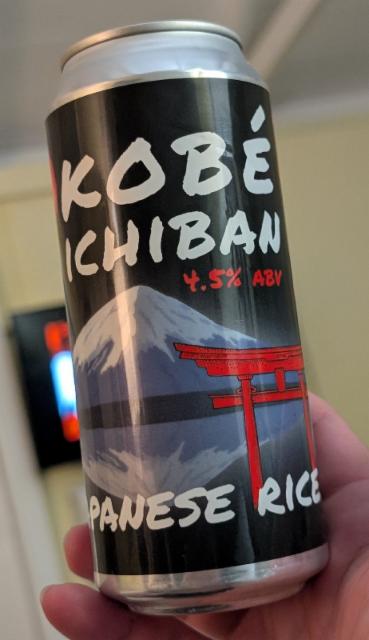 KOBÉ
ICHIBAN
4.5% ABV
PANESE RICE